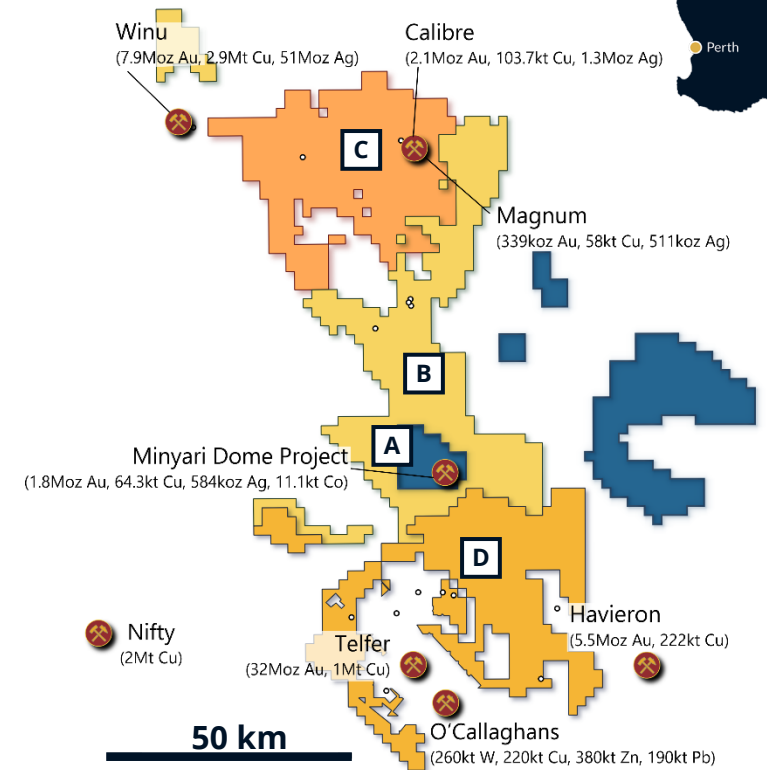 Winu
(7.9Moz Au, 2.9Mt Cu, 51Moz Ag)
Calibre
(2.1Moz Au, 103.7kt Cu, 1.3Moz Ag)
Perth
C
Magnum
(339koz Au, 58kt Cu, 511koz Ag)
B
A
Minyari Dome Project
(1.8Moz Au, 64.3kt Cu, 584koz Ag, 11.1kt Co)
D
Havieron
(5.5Moz Au, 222kt Cu)
Nifty
(2Mt Cu)
Telfer
(32Moz Au, 1Mt Cu)
O'Callaghans
(260kt W, 220kt Cu, 380kt Zn, 190kt Pb)
50 km